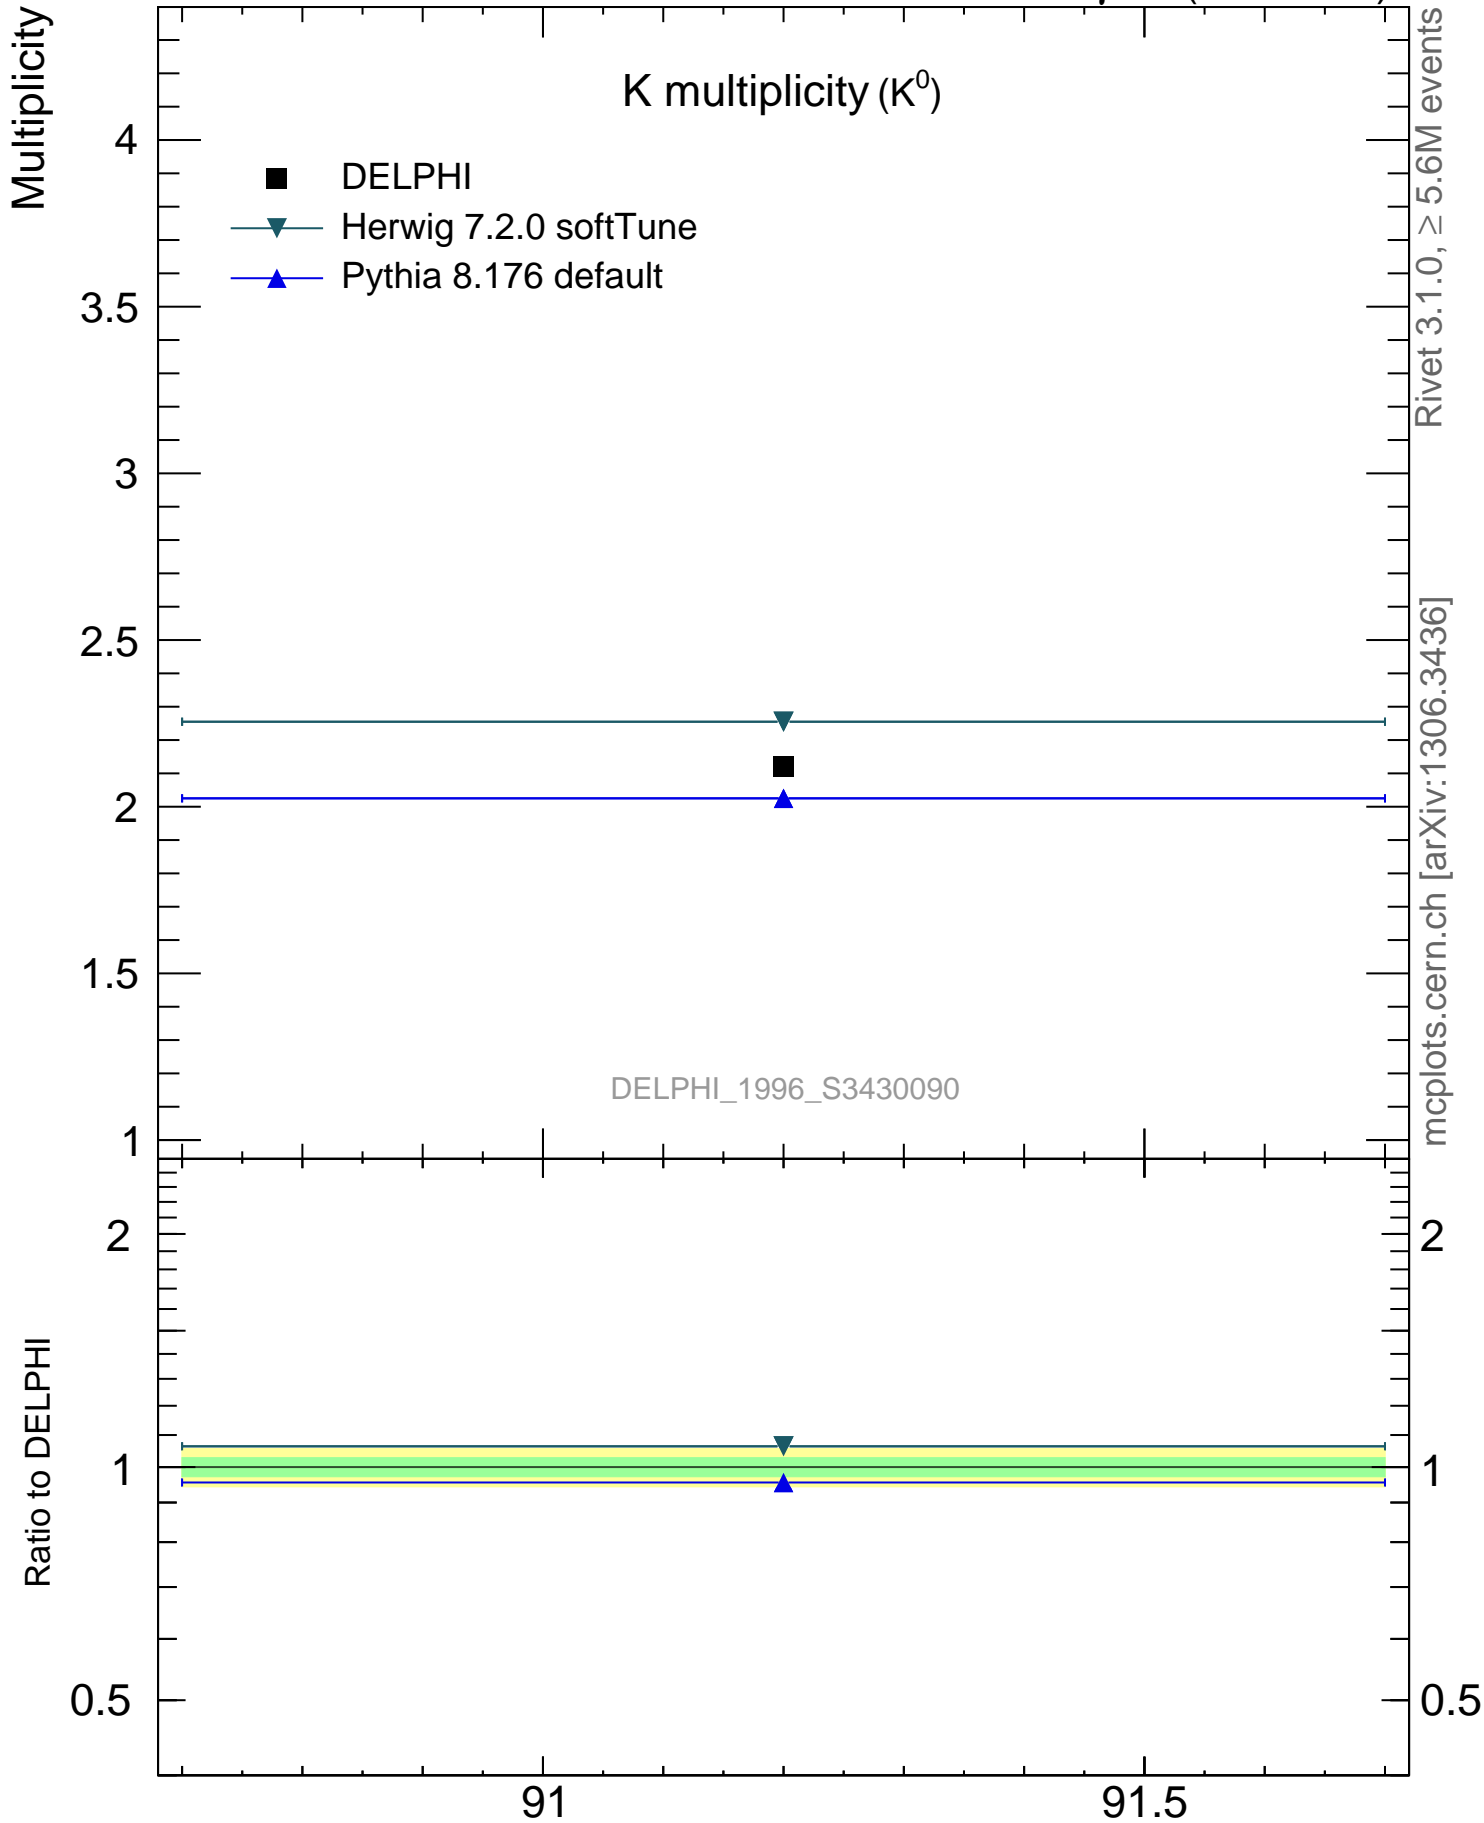 Multiplicity
K multiplicity (K⁰)
DELPHI
Herwig 7.2.0 softTune
Pythia 8.176 default
4
3.5
3
2.5
2
1.5
1
DELPHI_1996_S3430090
Rivet 3.1.0, ≥ 5.6M events
mcplots.cern.ch [arXiv:1306.3436]
Ratio to DELPHI
2
1
0.5
2
1
0.5
91
91.5